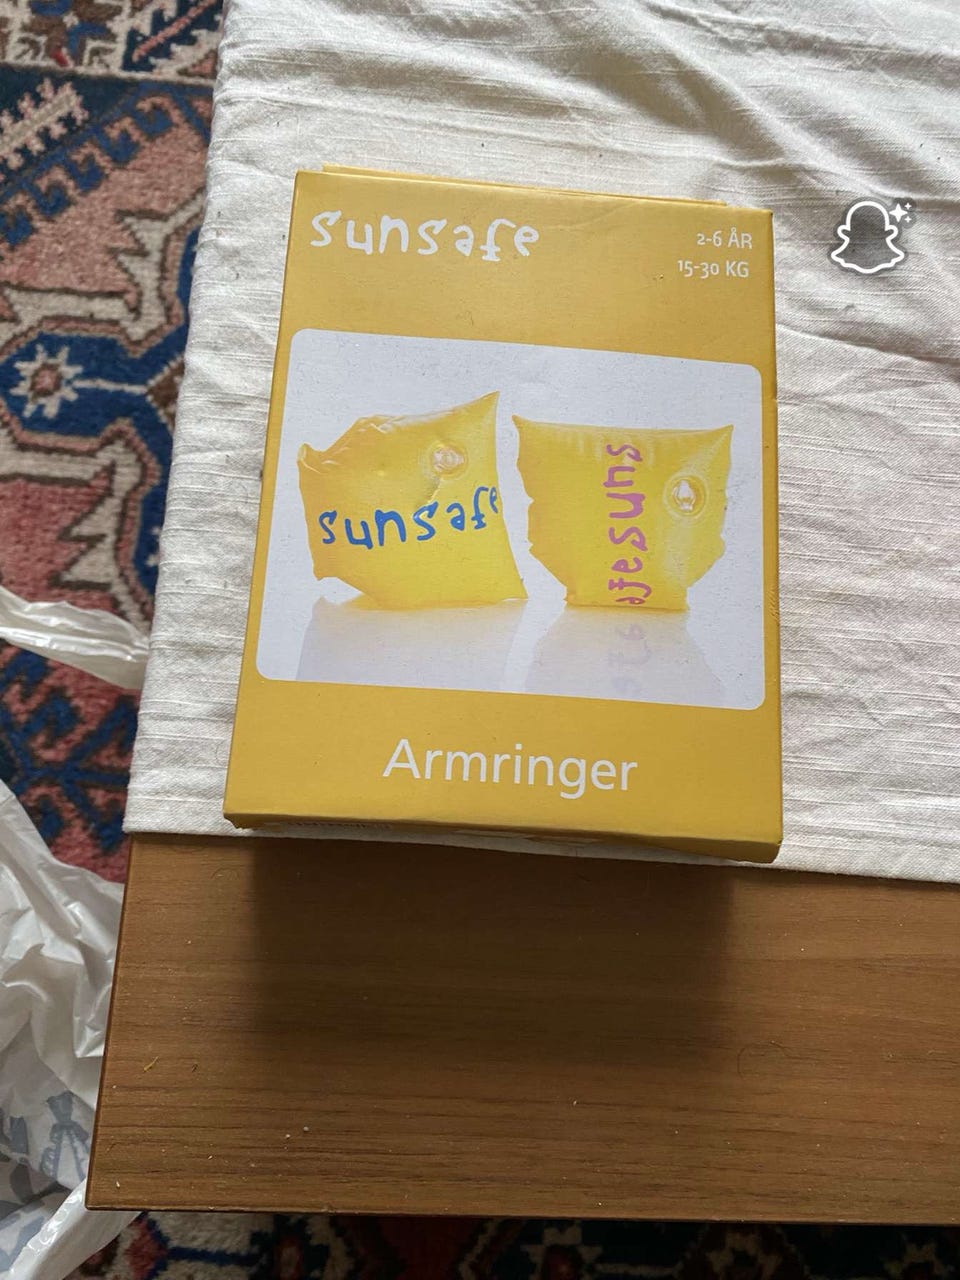 sunsafe
2-6 ÅR
15-30 KG
sunsafe
sunsafe
Armringer